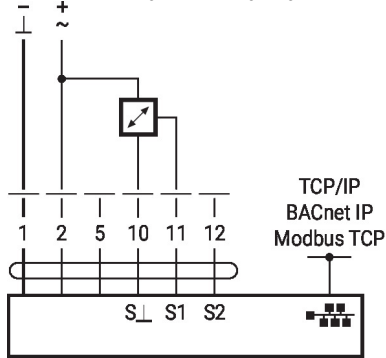 – +
⊥ ~
TCP/IP
BACnet IP
Modbus TCP
1 2 5 10 11 12
S⊥ S1 S2